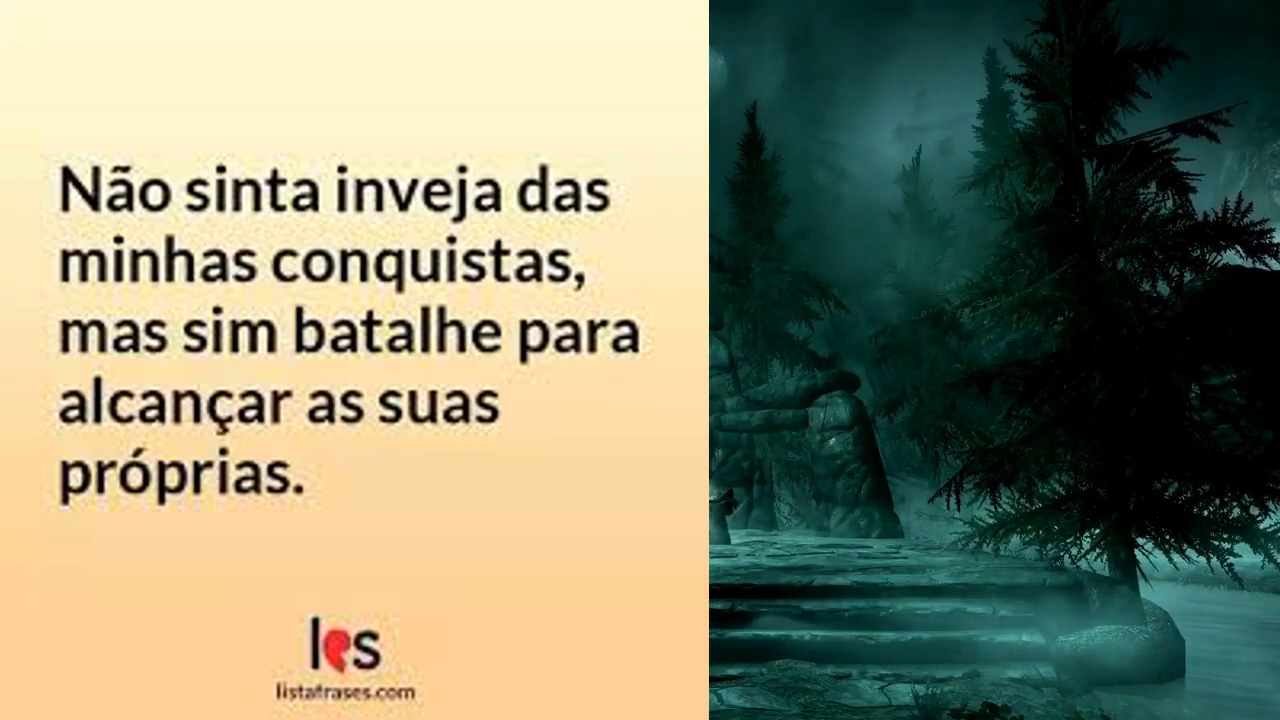 Não sinta inveja das
minhas conquistas,
mas sim batalhe para
alcançar as suas
próprias.
les
listafrases.com